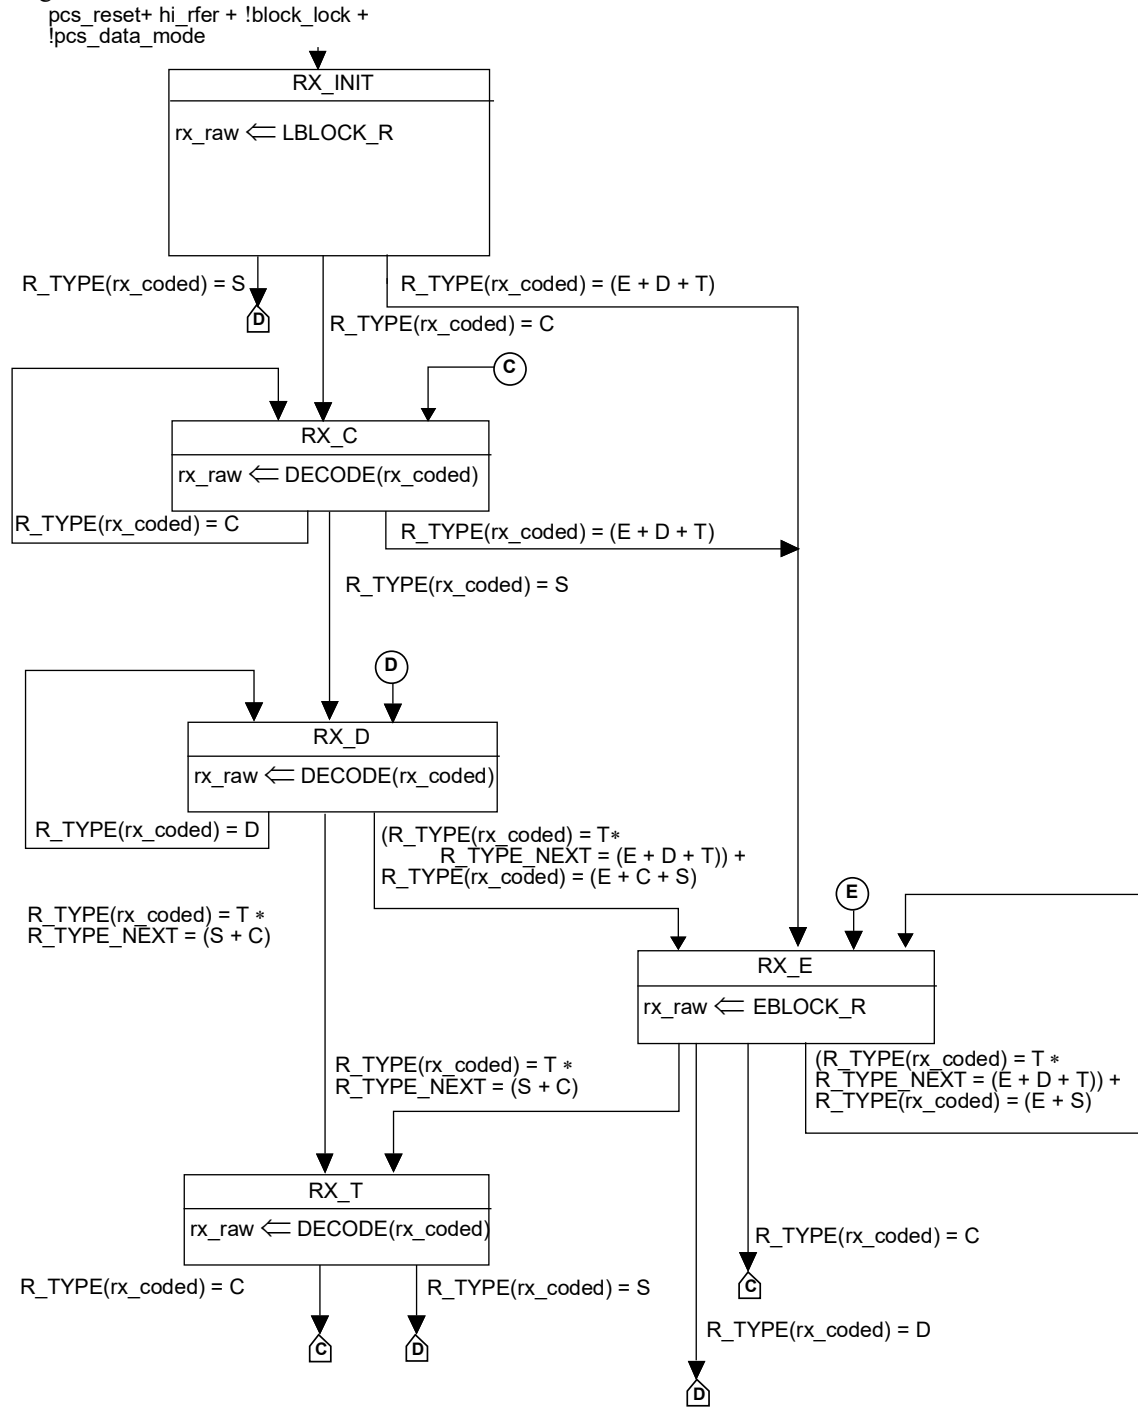 pcs_reset+ hi_rfer + !block_lock +
!pcs_data_mode
RX_INIT
rx_raw ⇐ LBLOCK_R
R_TYPE(rx_coded) = S
R_TYPE(rx_coded) = (E + D + T)
D
R_TYPE(rx_coded) = C
C
RX_C
rx_raw ⇐ DECODE(rx_coded)
R_TYPE(rx_coded) = C
R_TYPE(rx_coded) = (E + D + T)
R_TYPE(rx_coded) = S
D
RX_D
rx_raw ⇐ DECODE(rx_coded)
R_TYPE(rx_coded) = D
(R_TYPE(rx_coded) = T*
R_TYPE_NEXT = (E + D + T)) +
R_TYPE(rx_coded) = (E + C + S)
R_TYPE(rx_coded) = T *
R_TYPE_NEXT = (S + C)
E
RX_E
rx_raw ⇐ EBLOCK_R
R_TYPE(rx_coded) = T *
R_TYPE_NEXT = (S + C)
(R_TYPE(rx_coded) = T *
R_TYPE_NEXT = (E + D + T)) +
R_TYPE(rx_coded) = (E + S)
RX_T
rx_raw ⇐ DECODE(rx_coded)
R_TYPE(rx_coded) = C
R_TYPE(rx_coded) = S
C
D
R_TYPE(rx_coded) = C
C
R_TYPE(rx_coded) = D
D